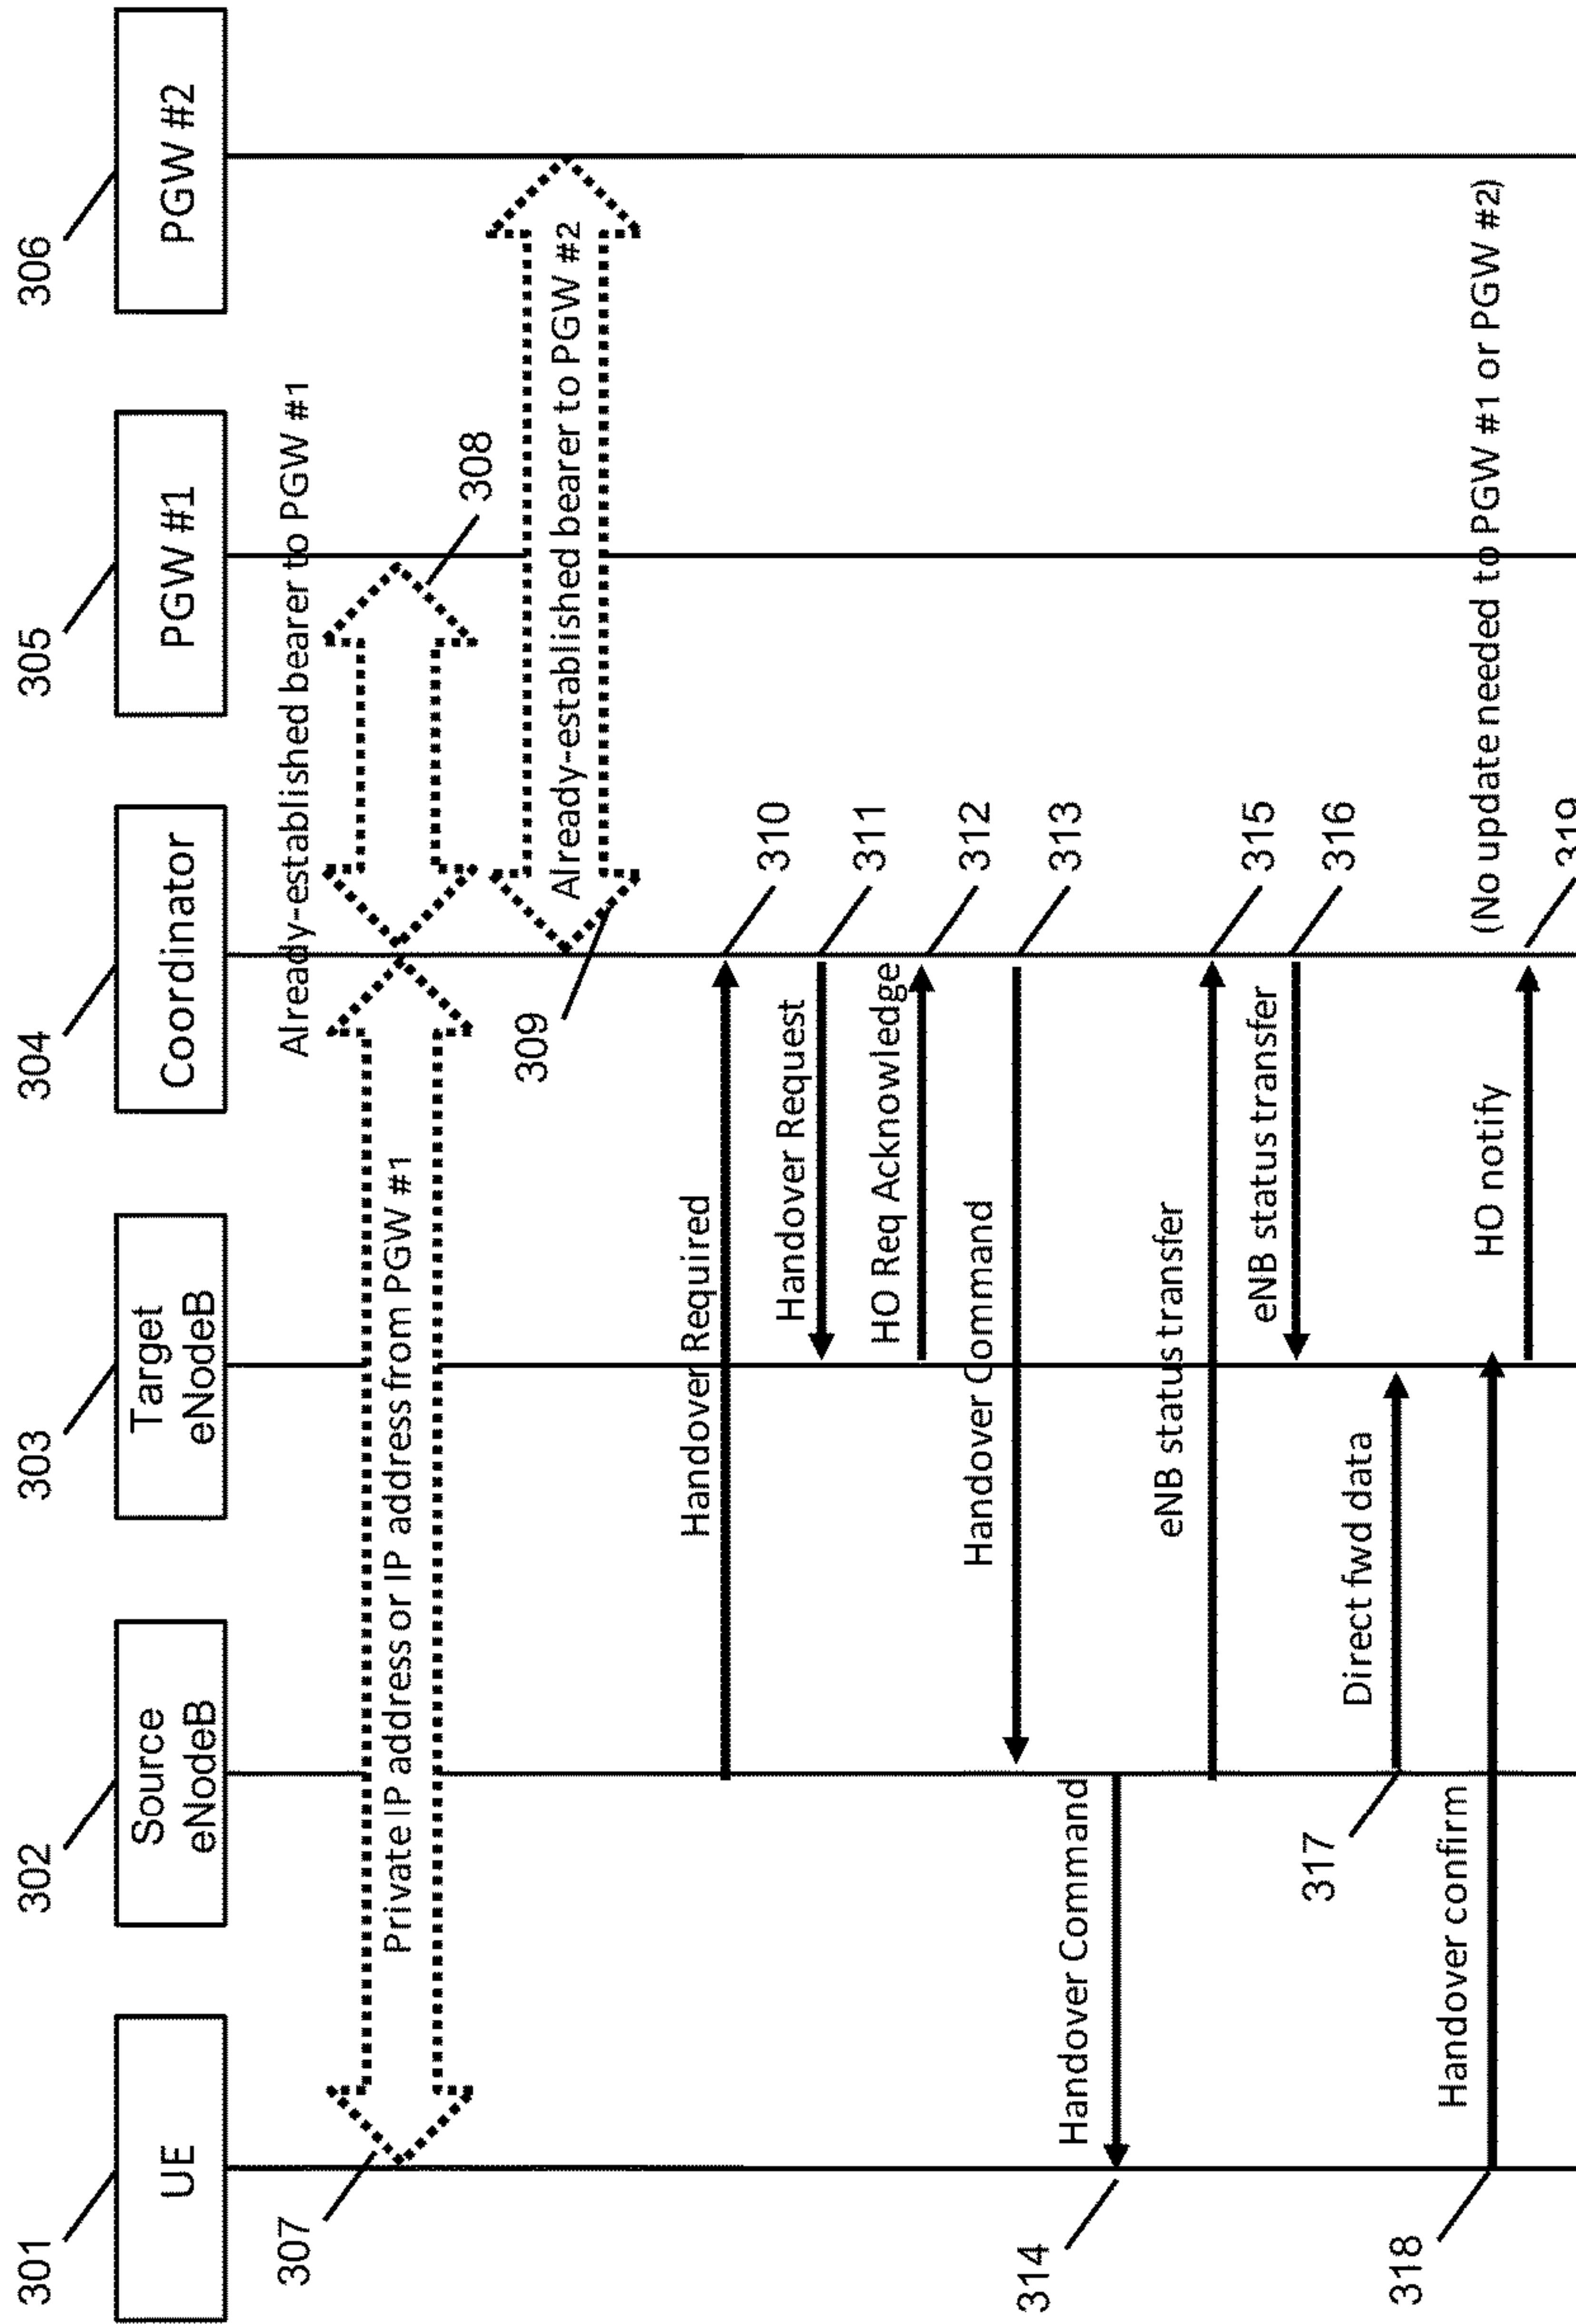 301
302
303
304
305
306
UE
Source
eNodeB
Target
eNodeB
Coordinator
PGW #1
PGW #2
307
Already-established bearer to PGW #1
Private IP address or IP address from PGW #1
308
309
Already-established bearer to PGW #2
Handover Required
310
Handover Request
311
HO Req Acknowledge
312
Handover Command
313
314
Handover Command
eNB status transfer
315
eNB status transfer
316
317
Direct fwd data
318
Handover confirm
HO notify
(No update needed to PGW #1 or PGW #2)
319